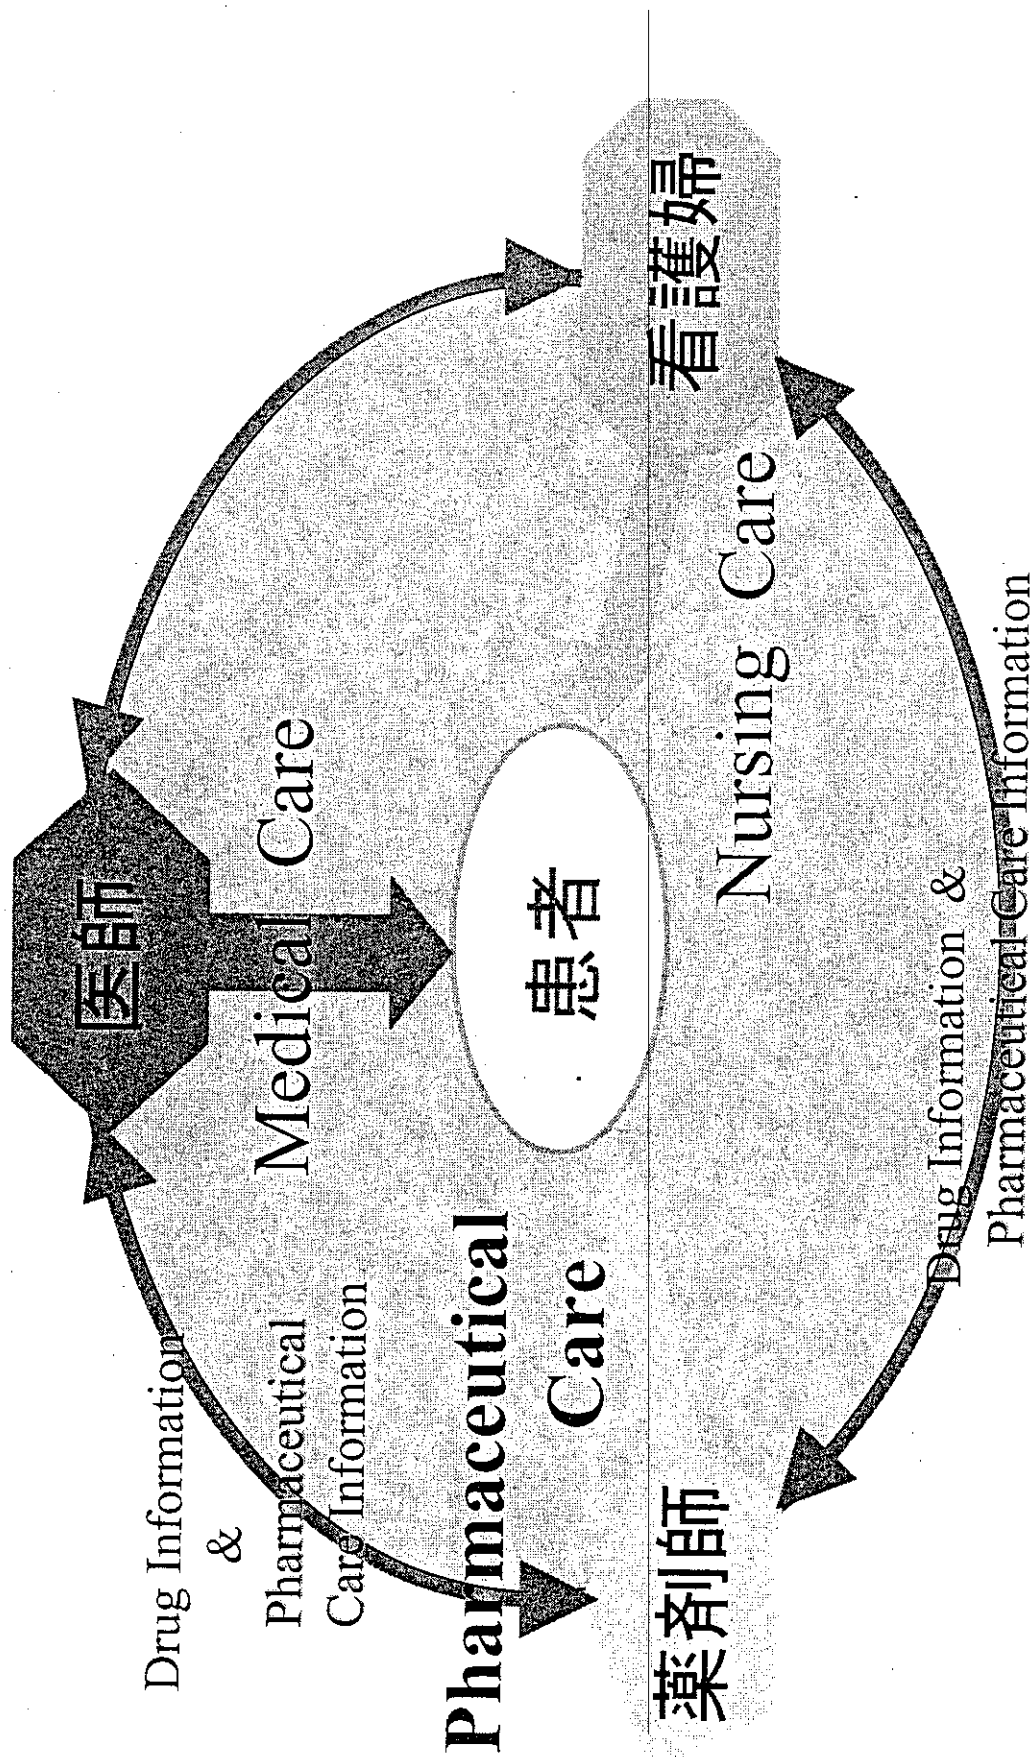 医師
Drug Information
&
Pharmaceutical
Care Information
Medical Care
Pharmaceutical
Care
患者
薬剤師
Nursing Care
看護婦
Drug Information &
Pharmaceutical Care Information